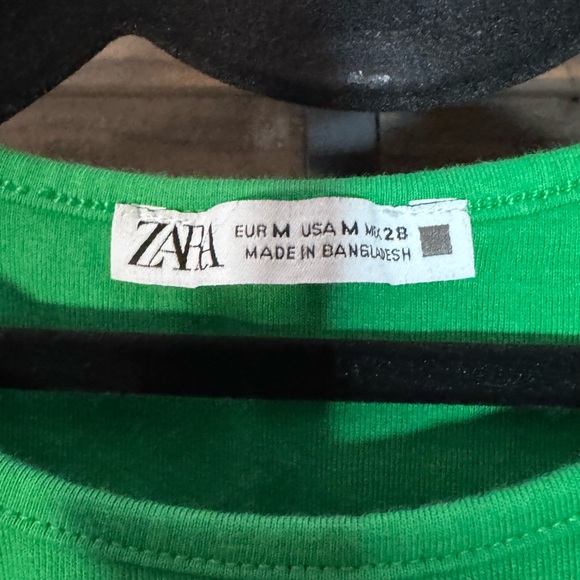 ZARA
EUR M USA M MEX 28
MADE IN BANGLADESH